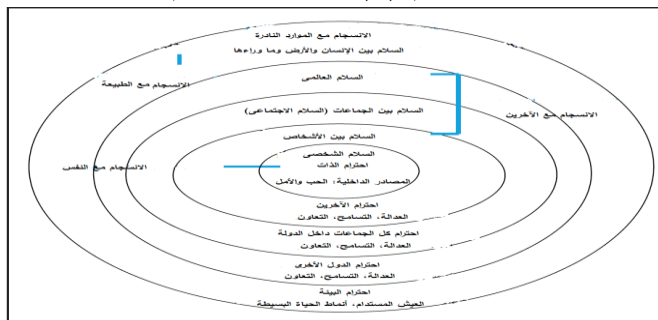 الانسجام مع الموارد النادرة
السلام بين الإنسان والأرض وما وراءها
الانسجام مع الطبيعة
السلام العالمى
السلام بين الجماعات (السلام الاجتماعى)
الانسجام مع الآخرين
السلام بين الأشخاص
السلام الشخصى
احترام الذات
الانسجام مع النفس
المصادر الداخلية: الحب والأمل
احترام الآخرين
العدالة، التسامح، التعاون
احترام كل الجماعات داخل الدولة
العدالة، التسامح، التعاون
احترام الدول الأخرى
العدالة، التسامح، التعاون
احترام البيئة
العيش المستدام، أنماط الحياة البسيطة